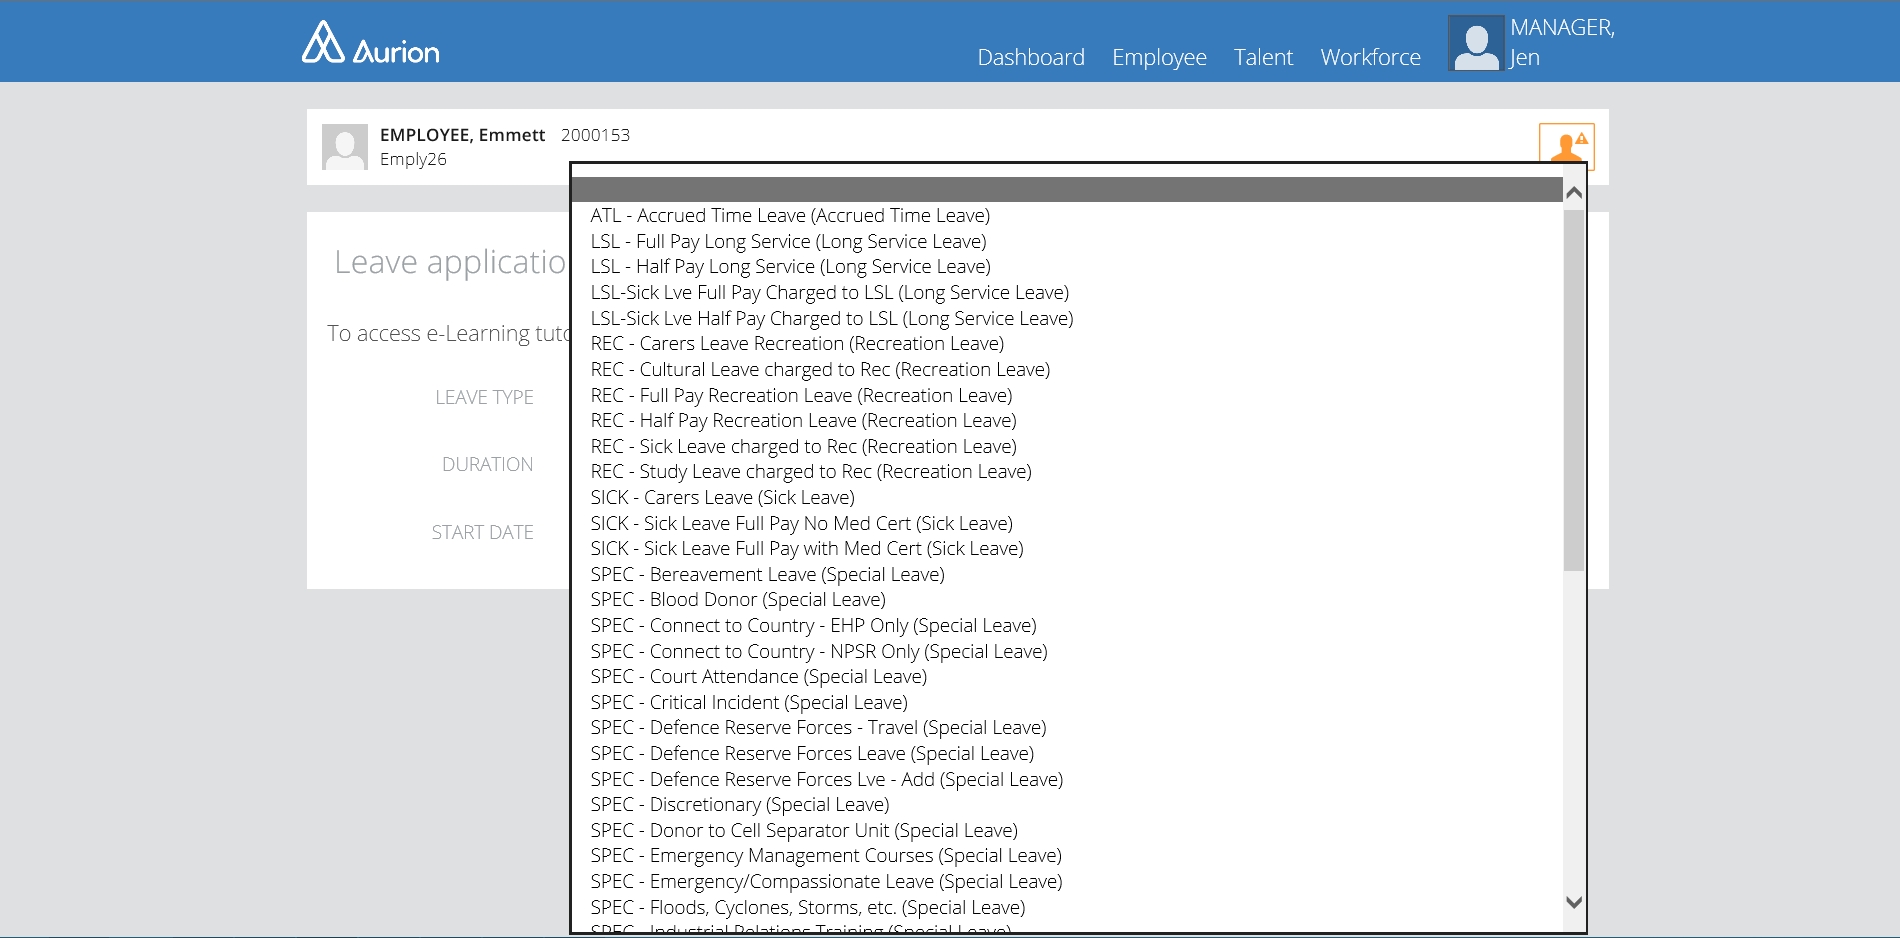 Aurion
Dashboard Employee Talent Workforce
MANAGER,
Jen
EMPLOYEE, Emmett 2000153
Emply26
Leave applicatio
To access e-Learning tuto
LEAVE TYPE
DURATION
START DATE
ATL - Accrued Time Leave (Accrued Time Leave)
LSL - Full Pay Long Service (Long Service Leave)
LSL - Half Pay Long Service (Long Service Leave)
LSL-Sick Lve Full Pay Charged to LSL (Long Service Leave)
LSL-Sick Lve Half Pay Charged to LSL (Long Service Leave)
REC - Carers Leave Recreation (Recreation Leave)
REC - Cultural Leave charged to Rec (Recreation Leave)
REC - Full Pay Recreation Leave (Recreation Leave)
REC - Half Pay Recreation Leave (Recreation Leave)
REC - Sick Leave charged to Rec (Recreation Leave)
REC - Study Leave charged to Rec (Recreation Leave)
SICK - Carers Leave (Sick Leave)
SICK - Sick Leave Full Pay No Med Cert (Sick Leave)
SICK - Sick Leave Full Pay with Med Cert (Sick Leave)
SPEC - Bereavement Leave (Special Leave)
SPEC - Blood Donor (Special Leave)
SPEC - Connect to Country - EHP Only (Special Leave)
SPEC - Connect to Country - NPSR Only (Special Leave)
SPEC - Court Attendance (Special Leave)
SPEC - Critical Incident (Special Leave)
SPEC - Defence Reserve Forces - Travel (Special Leave)
SPEC - Defence Reserve Forces Leave (Special Leave)
SPEC - Defence Reserve Forces Lve - Add (Special Leave)
SPEC - Discretionary (Special Leave)
SPEC - Donor to Cell Separator Unit (Special Leave)
SPEC - Emergency Management Courses (Special Leave)
SPEC - Emergency/Compassionate Leave (Special Leave)
SPEC - Floods, Cyclones, Storms, etc. (Special Leave)
SPEC - Industrial Relations Training (Special Leave)